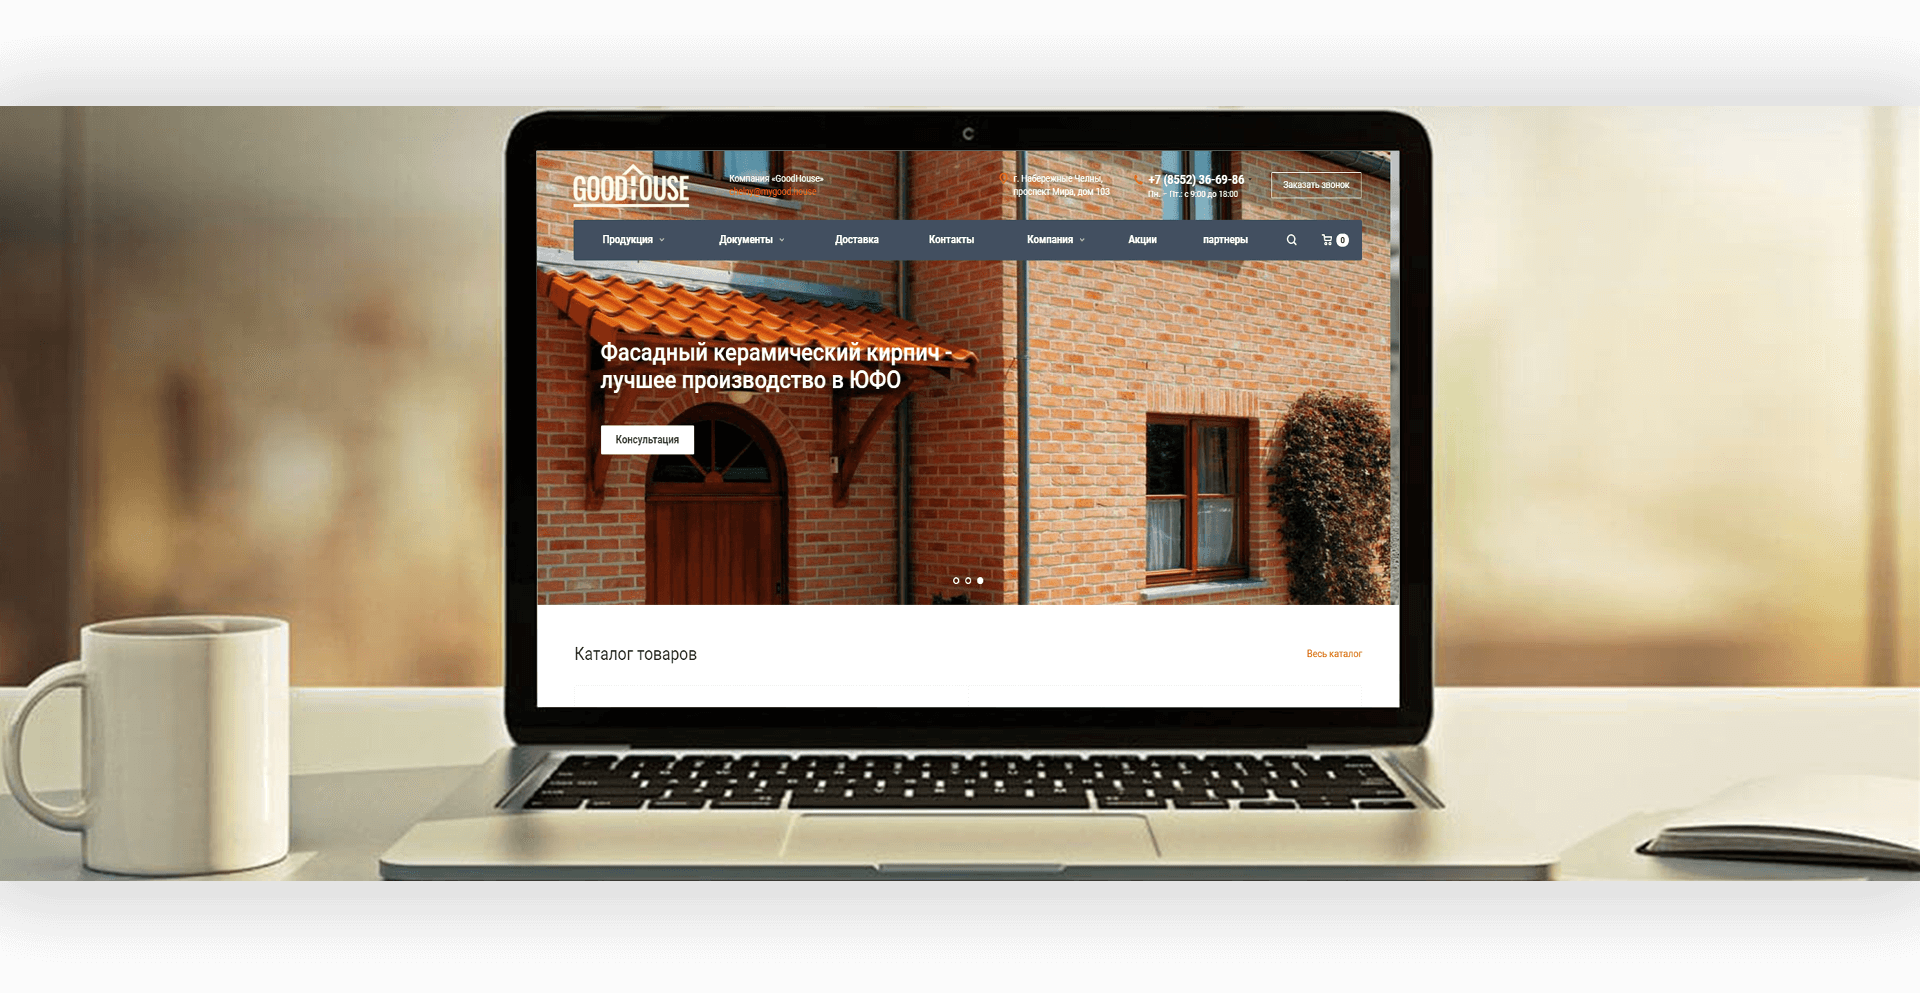 GOODHOUSE
Компания «GoodHouse»
г. Набережные Челны,
проспект Мира, дом 103
+7 (8552) 36-69-86
Пн. – Пт.: с 9:00 до 18:00
Заказать звонок
Продукция
Документы
Доставка
Контакты
Компания
Акции
партнеры
0
Фасадный керамический кирпич -
лучшее производство в ЮФО
Консультация
Каталог товаров
Весь каталог